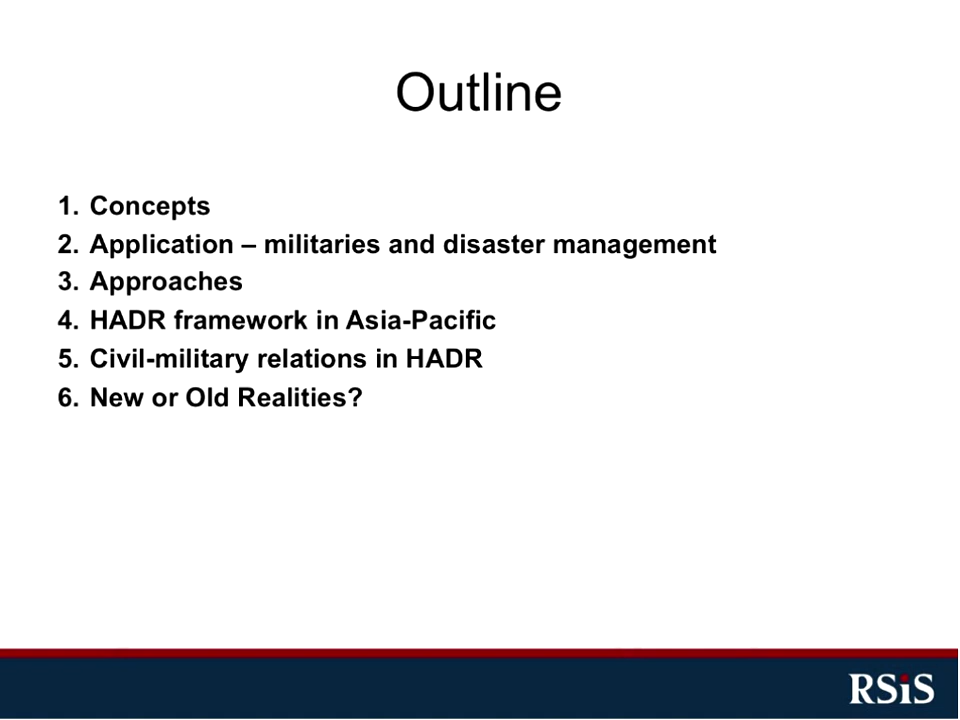 Outline
1. Concepts
2. Application – militaries and disaster management
3. Approaches
4. HADR framework in Asia-Pacific
5. Civil-military relations in HADR
6. New or Old Realities?
RSiS